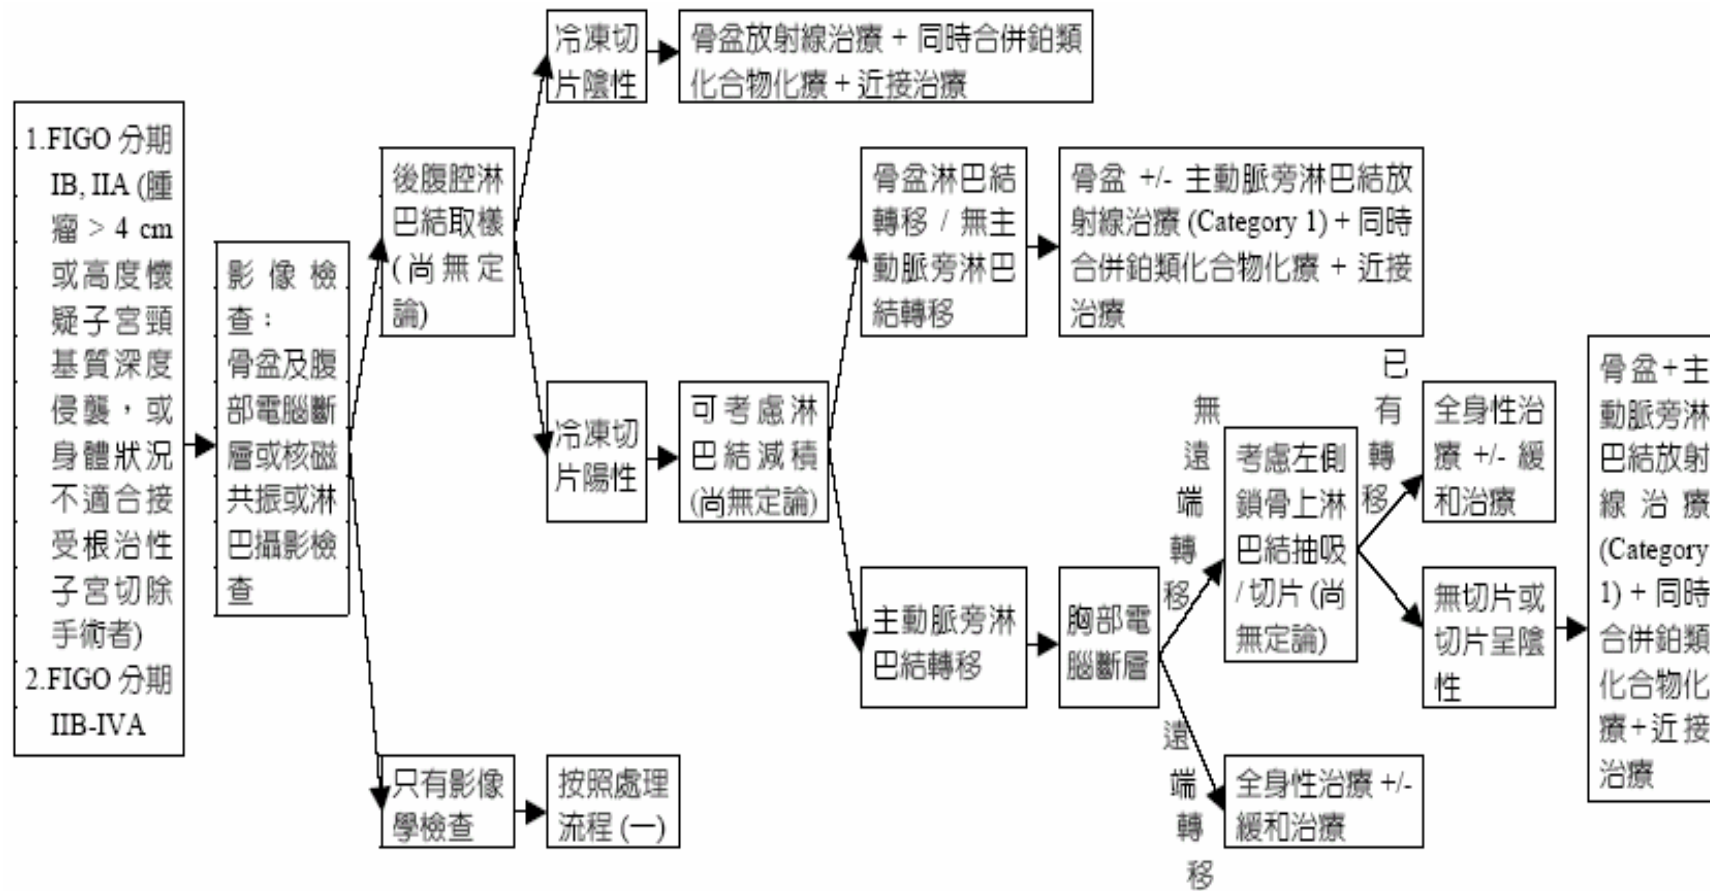 1.FIGO 分期
IB, IIA (腫
瘤 > 4 cm
或高度懷
疑子宮頸
基質深度
侵襲，或
身體狀況
不適合接
受根治性
子宮切除
手術者)
2.FIGO 分期
IIB-IVA
影像檢
查：
骨盆及腹
部電腦斷
層或核磁
共振或淋
巴攝影檢
查
後腹腔淋
巴結取樣
(尚無定
論)
冷凍切
片陰性
骨盆放射線治療 + 同時合併鉑類
化合物化療 + 近接治療
冷凍切
片陽性
可考慮淋
巴結減積
(尚無定論)
骨盆淋巴結
轉移 / 無主
動脈旁淋巴
結轉移
骨盆 +/- 主動脈旁淋巴結放
射線治療 (Category 1) + 同時
合併鉑類化合物化療 + 近接
治療
主動脈旁淋
巴結轉移
胸部電
腦斷層
無遠端轉移
考慮左側
鎖骨上淋
巴結抽吸
/ 切片 (尚
無定論)
已有轉移
全身性治
療 +/- 緩
和治療
無切片或
切片呈陰
性
骨盆+主
動脈旁淋
巴結放射
線治療
(Category
1) + 同時
合併鉑類
化合物化
療+近接
治療
遠端轉移
全身性治療 +/-
緩和治療
只有影像
學檢查
按照處理
流程 (一)